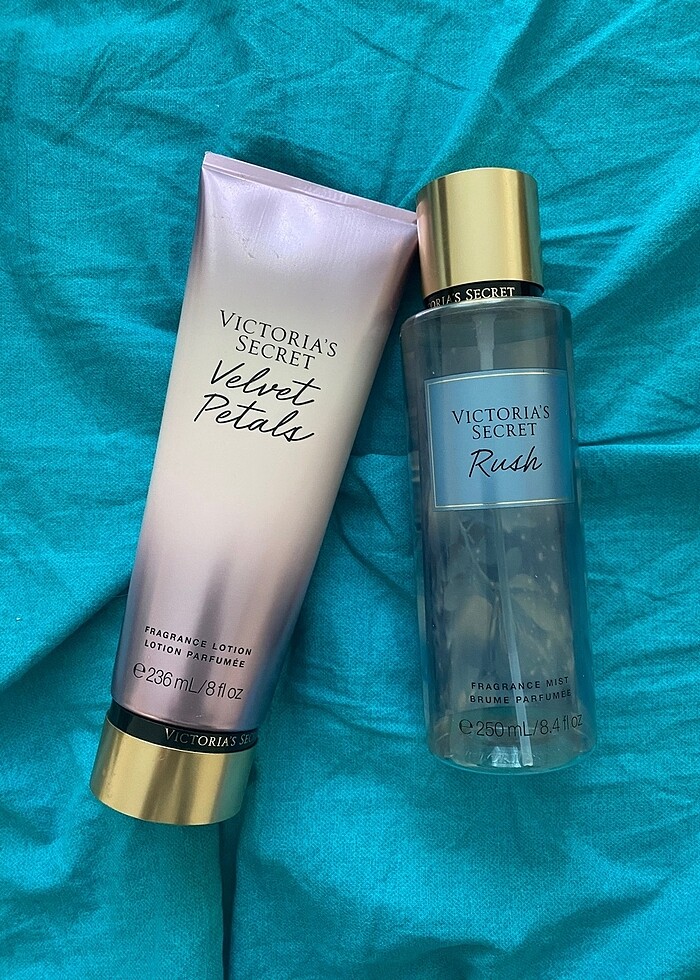 VICTORIA'S
SECRET
Velvet
Petals
FRAGRANCE LOTION
LOTION PARFUMÉE
℮ 236 mL/8 fl oz
VICTORIA'S
SECRET
VICTORIA'S
SECRET
Rush
FRAGRANCE MIST
BRUME PARFUMÉE
℮ 250 mL/8.4 fl oz